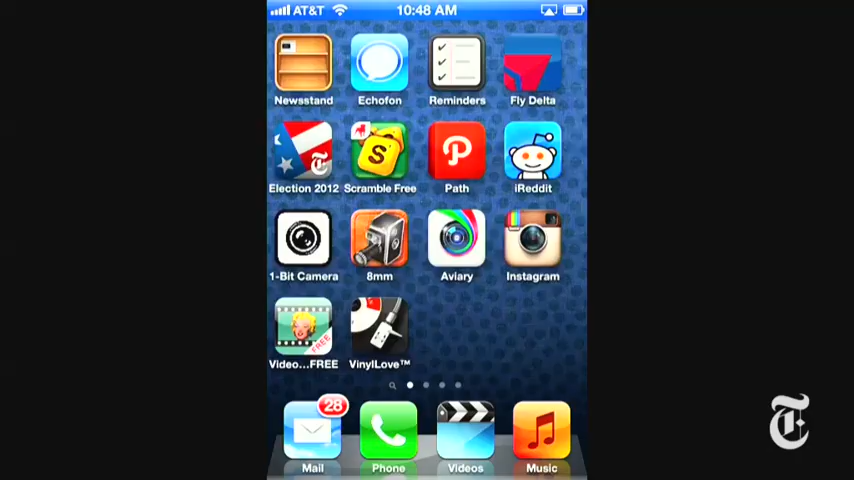 AT&T 10:48 AM
Newsstand Echofon Reminders Fly Delta
Election 2012 Scramble Free Path iReddit
1-Bit Camera 8mm Aviary Instagram
FREE
Video...FREE VinylLove™
28
Mail Phone Videos Music